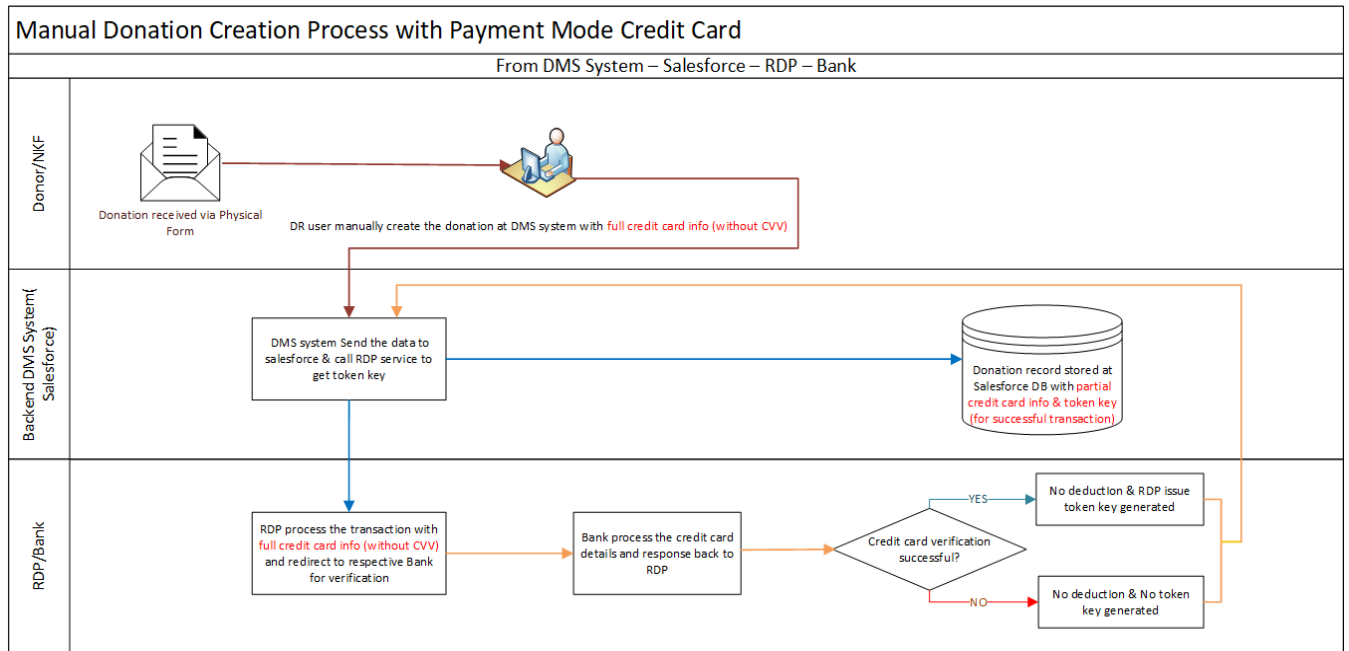 Manual Donation Creation Process with Payment Mode Credit Card
From DMS System – Salesforce – RDP – Bank
Donor/NKF
Donation received via Physical
Form
DR user manually create the donation at DMS system with full credit card info (without CVV)
Backend DMS System(
Salesforce)
DMS system Send the data to
salesforce & call RDP service to
get token key
Donation record stored at
Salesforce DB with partial
credit card info & token key
(for successful transaction)
RDP/Bank
RDP process the transaction with
full credit card info (without CVV)
and redirect to respective Bank
for verification
Bank process the credit card
details and response back to
RDP
Credit card verification
successful?
YES
No deduction & RDP issue
token key generated
NO
No deduction & No token
key generated